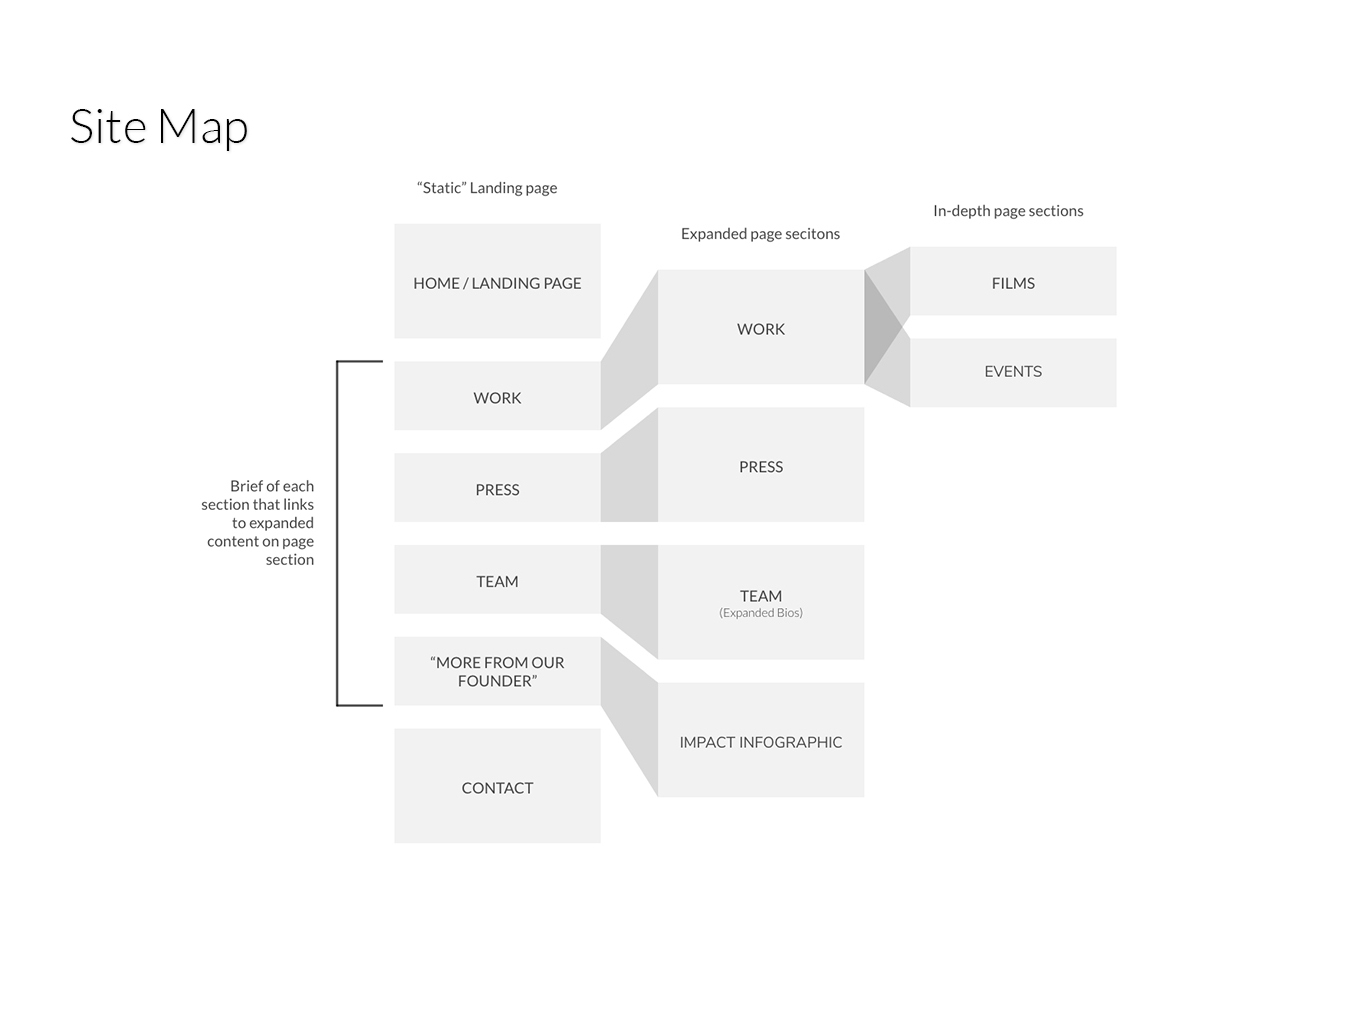 Site Map
“Static” Landing page
HOME / LANDING PAGE
WORK
PRESS
TEAM
“MORE FROM OUR
FOUNDER”
CONTACT
Brief of each
section that links
to expanded
content on page
section
Expanded page secitons
WORK
PRESS
TEAM
(Expanded Bios)
IMPACT INFOGRAPHIC
In-depth page sections
FILMS
EVENTS